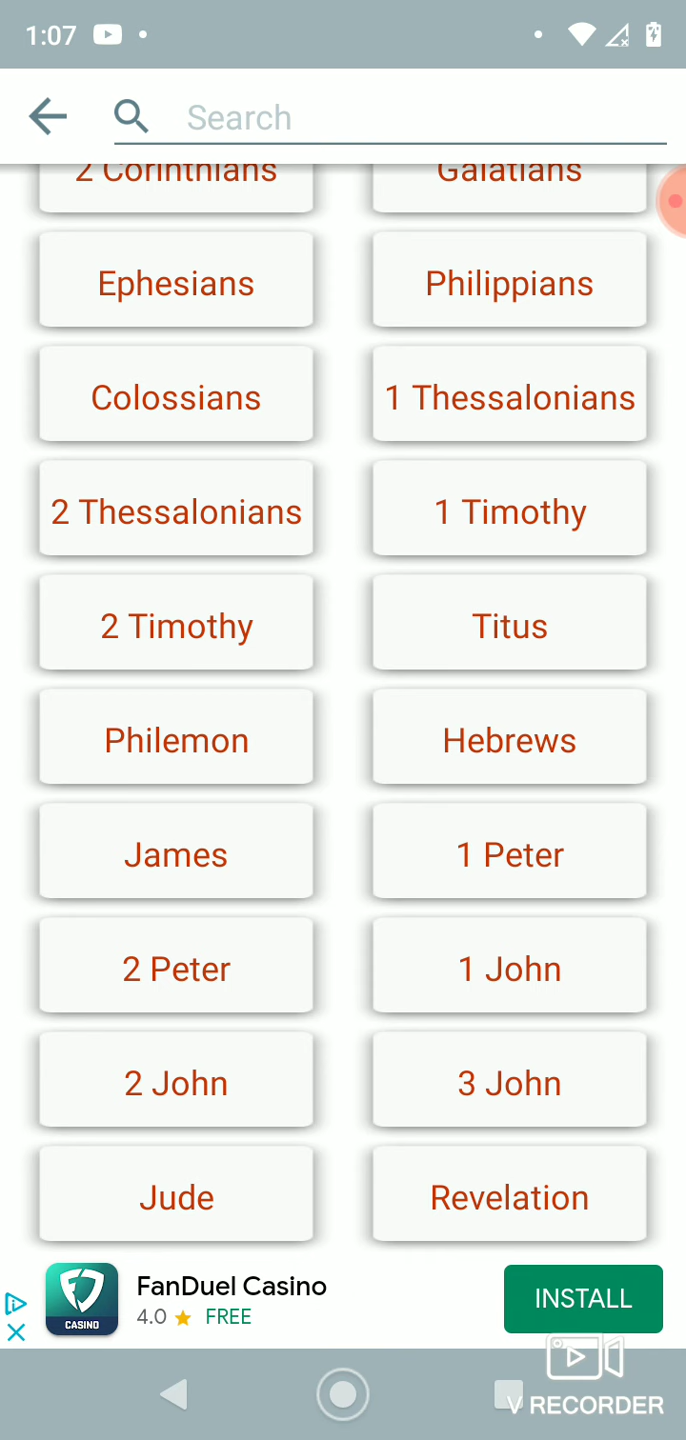 1:07
Search
2 Corinthians
Galatians
Ephesians
Philippians
Colossians
1 Thessalonians
2 Thessalonians
1 Timothy
2 Timothy
Titus
Philemon
Hebrews
James
1 Peter
2 Peter
1 John
2 John
3 John
Jude
Revelation
CASINO
FanDuel Casino
4.0 ★ FREE
INSTALL
V RECORDER